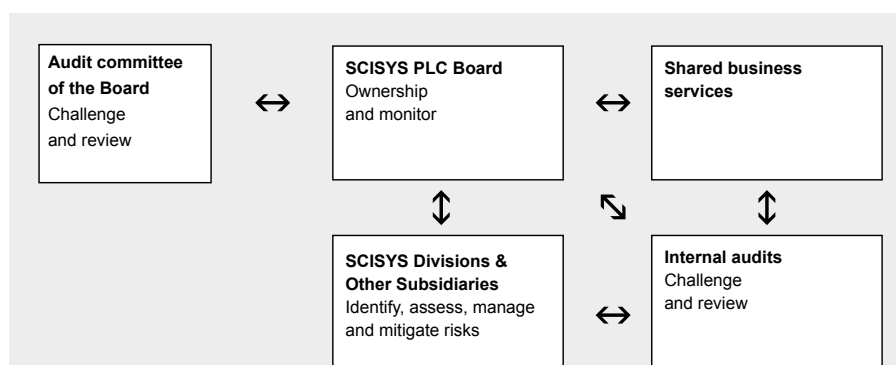 Audit committee
of the Board
Challenge
and review
SCISYS PLC Board
Ownership
and monitor
Shared business
services
SCISYS Divisions &
Other Subsidiaries
Identify, assess, manage
and mitigate risks
Internal audits
Challenge
and review